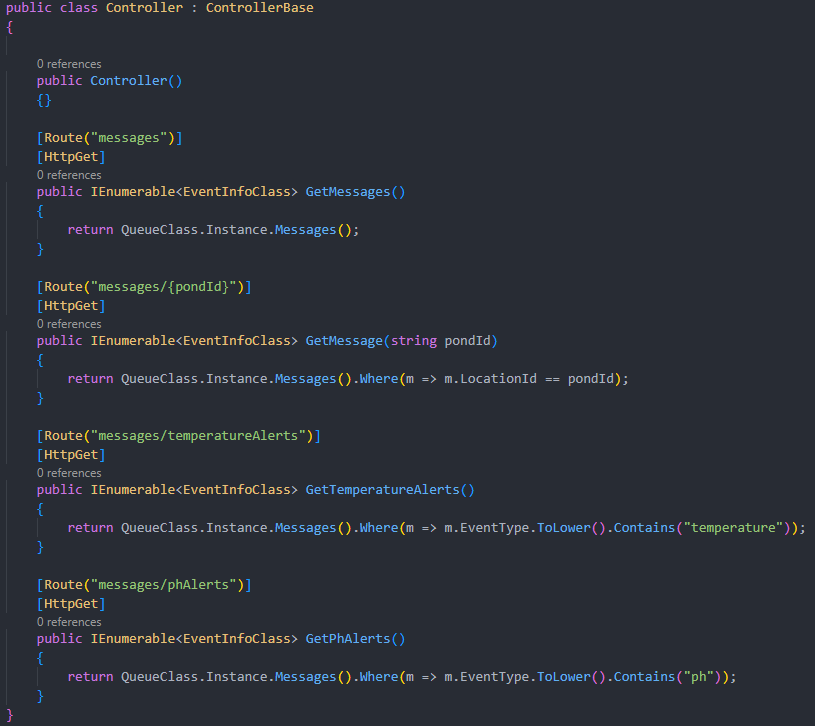 public class Controller : ControllerBase
{
0 references
public Controller()
{}
[Route("messages")]
[HttpGet]
0 references
public IEnumerable<EventInfoClass> GetMessages()
{
return QueueClass.Instance.Messages();
}
[Route("messages/{pondId}")]
[HttpGet]
0 references
public IEnumerable<EventInfoClass> GetMessage(string pondId)
{
return QueueClass.Instance.Messages().Where(m => m.LocationId == pondId);
}
[Route("messages/temperatureAlerts")]
[HttpGet]
0 references
public IEnumerable<EventInfoClass> GetTemperatureAlerts()
{
return QueueClass.Instance.Messages().Where(m => m.EventType.ToLower().Contains("temperature"));
}
[Route("messages/phAlerts")]
[HttpGet]
0 references
public IEnumerable<EventInfoClass> GetPhAlerts()
{
return QueueClass.Instance.Messages().Where(m => m.EventType.ToLower().Contains("ph"));
}
}